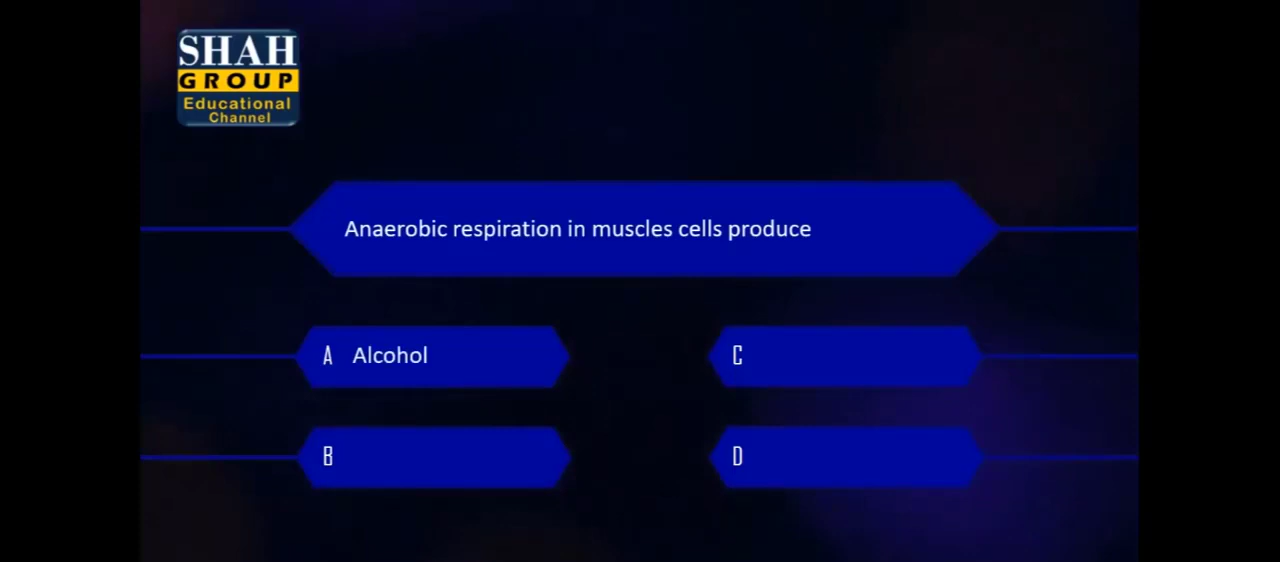 SHAH
GROUP
Educational
Channel
Anaerobic respiration in muscles cells produce
A Alcohol
C
B
D